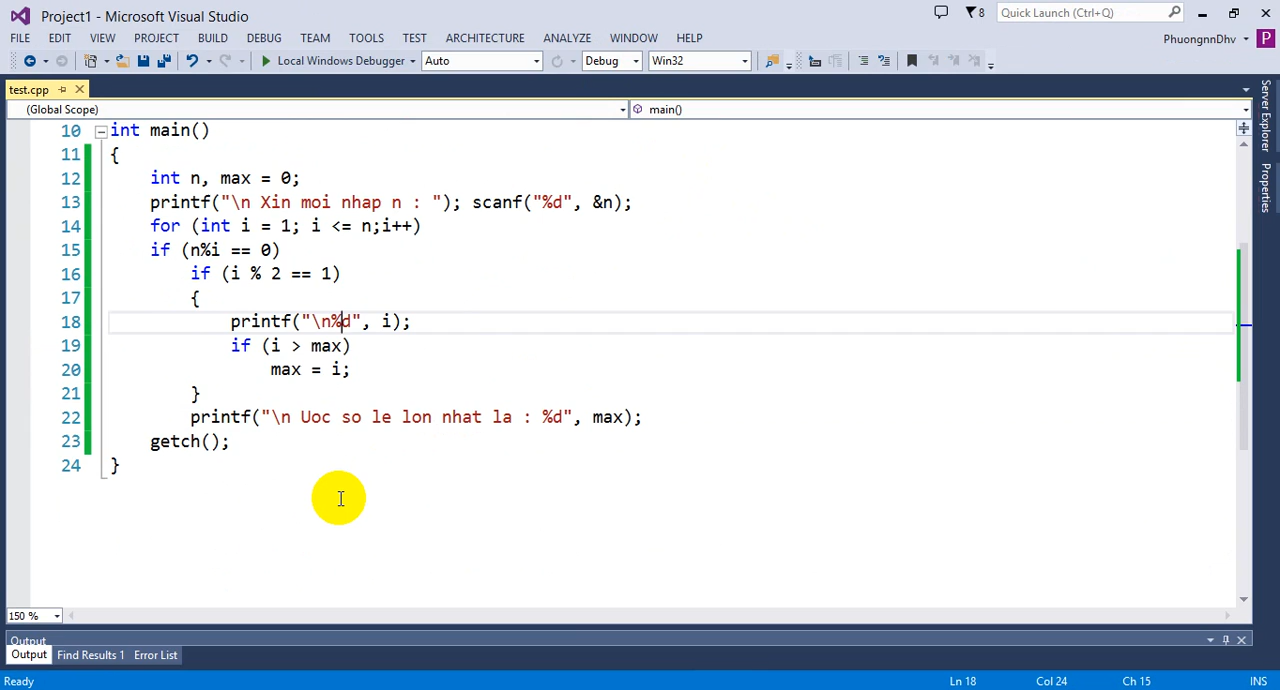 Project1 - Microsoft Visual Studio
8
Quick Launch (Ctrl+Q)
FILE EDIT VIEW PROJECT BUILD DEBUG TEAM TOOLS TEST ARCHITECTURE ANALYZE WINDOW HELP
PhuongnnDhv P
Local Windows Debugger Auto Debug Win32
test.cpp
(Global Scope) main()
10 int main()
11 {
12 int n, max = 0;
13 printf("\n Xin moi nhap n : "); scanf("%d", &n);
14 for (int i = 1; i <= n;i++)
15 if (n%i == 0)
16 if (i % 2 == 1)
17 {
18 printf("\n%d", i);
19 if (i > max)
20 max = i;
21 }
22 printf("\n Uoc so le lon nhat la : %d", max);
23 getch();
24 }
Server Explorer
Properties
150 %
Output
Output Find Results 1 Error List
Ready Ln 18 Col 24 Ch 15 INS